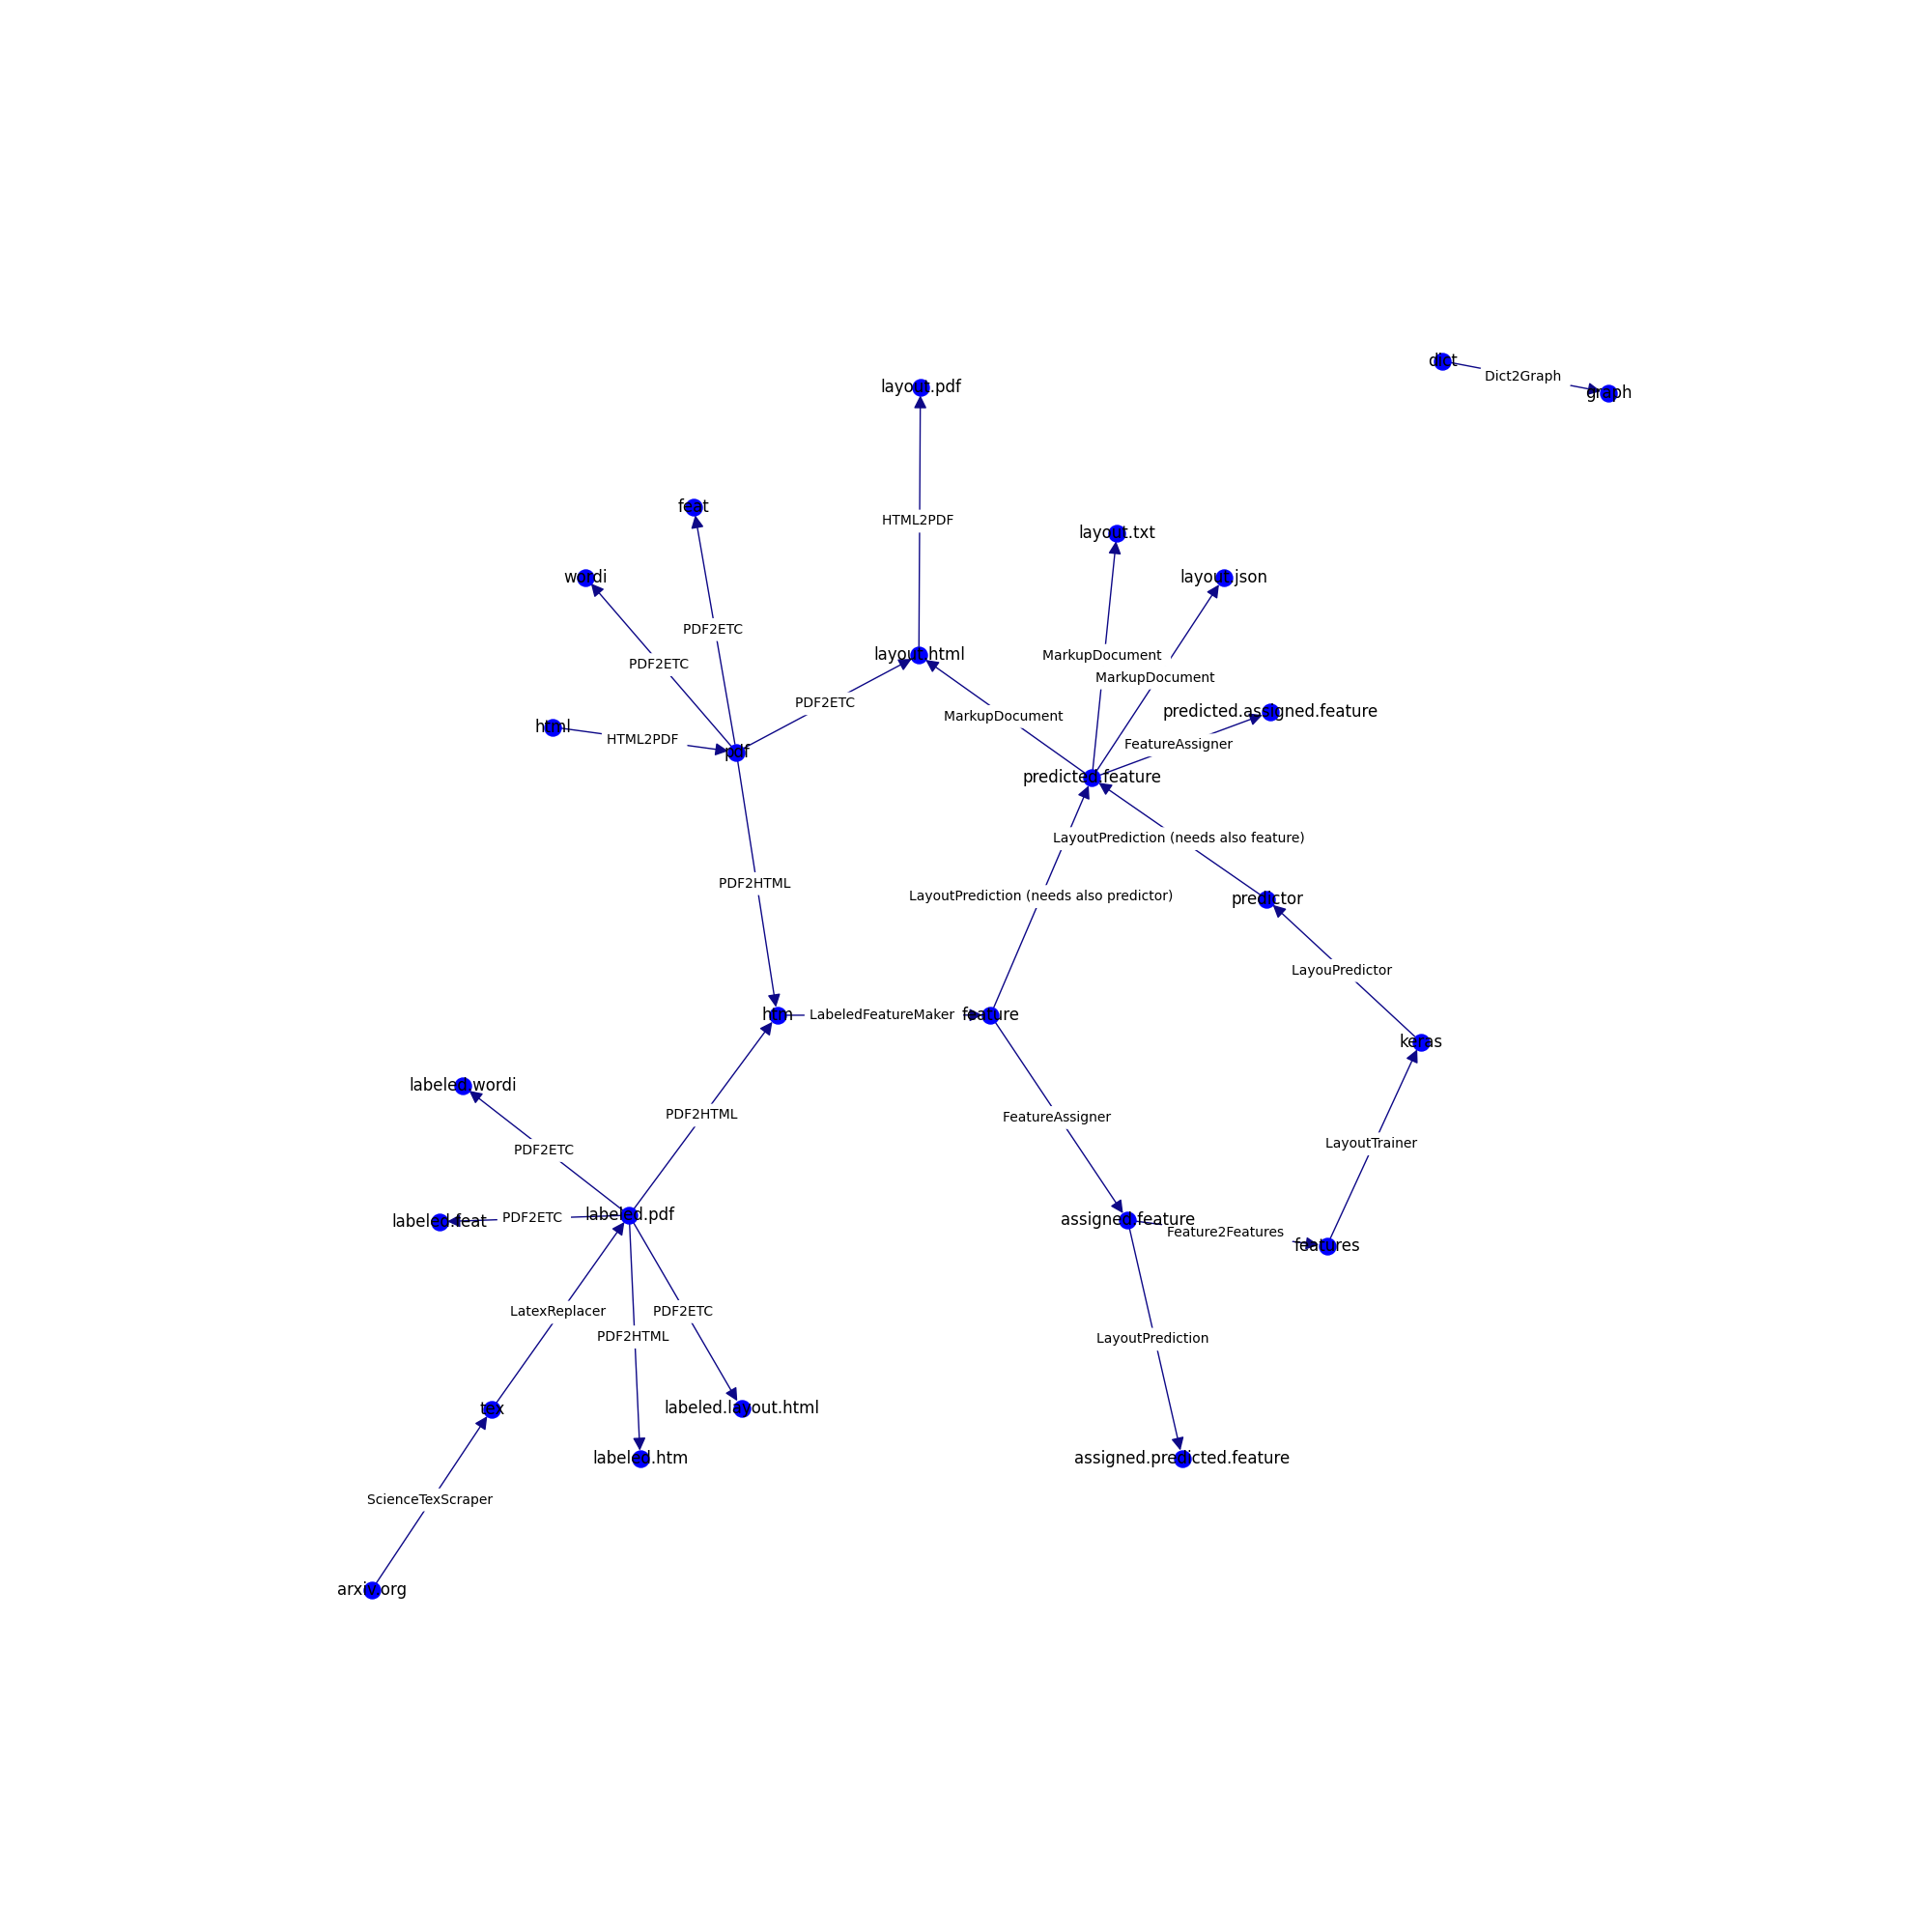 dict
Dict2Graph
graph
layout.pdf
feat
HTML2PDF
layout.txt
wordi
layout.json
PDF2ETC
layout.html
MarkupDocument
PDF2ETC
MarkupDocument
PDF2ETC
predicted.assigned.feature
MarkupDocument
html
HTML2PDF
FeatureAssigner
pdf
predicted.feature
LayoutPrediction (needs also feature)
PDF2HTML
LayoutPrediction (needs also predictor)
predictor
LayouPredictor
htm
LabeledFeatureMaker
feature
keras
labeled.wordi
PDF2HTML
FeatureAssigner
LayoutTrainer
PDF2ETC
labeled.feat
PDF2ETC
labeled.pdf
assigned.feature
Feature2Features
features
LatexReplacer
PDF2ETC
PDF2HTML
LayoutPrediction
tex
labeled.layout.html
labeled.htm
assigned.predicted.feature
ScienceTexScraper
arxiv.org